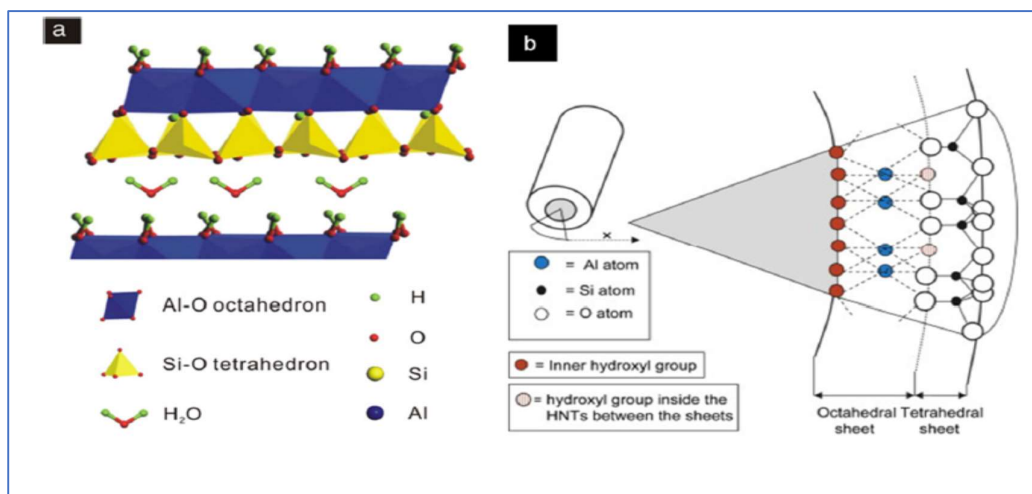 a
Al-O octahedron
Si-O tetrahedron
H₂O
H
O
Si
Al
b
x
= Al atom
= Si atom
= O atom
= Inner hydroxyl group
= hydroxyl group inside the
HNTs between the sheets
Octahedral Tetrahedral
sheet sheet